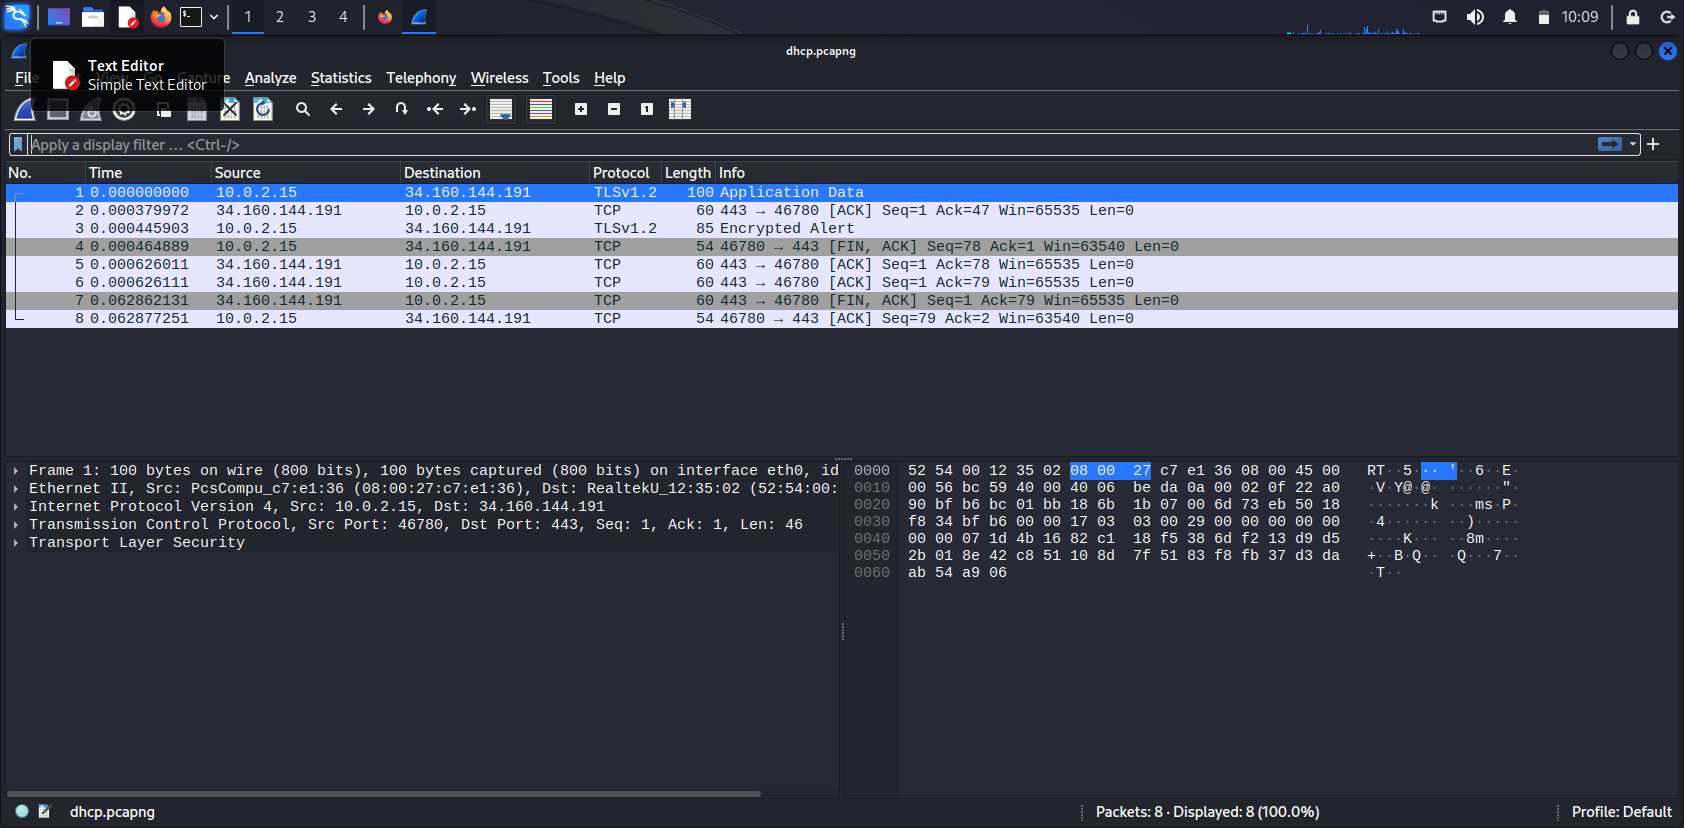 1 2 3 4 10:09
dhcp.pcapng
Text Editor
Simple Text Editor
Analyze Statistics Telephony Wireless Tools Help
Apply a display filter … <Ctrl-/>
No. Time Source Destination Protocol Length Info
1 0.000000000 10.0.2.15 34.160.144.191 TLSv1.2 100 Application Data
2 0.000379972 34.160.144.191 10.0.2.15 TCP 60 443 → 46780 [ACK] Seq=1 Ack=47 Win=65535 Len=0
3 0.000445903 10.0.2.15 34.160.144.191 TLSv1.2 85 Encrypted Alert
4 0.000464889 10.0.2.15 34.160.144.191 TCP 54 46780 → 443 [FIN, ACK] Seq=78 Ack=1 Win=63540 Len=0
5 0.000626011 34.160.144.191 10.0.2.15 TCP 60 443 → 46780 [ACK] Seq=1 Ack=78 Win=65535 Len=0
6 0.000626111 34.160.144.191 10.0.2.15 TCP 60 443 → 46780 [ACK] Seq=1 Ack=79 Win=65535 Len=0
7 0.062862131 34.160.144.191 10.0.2.15 TCP 60 443 → 46780 [FIN, ACK] Seq=1 Ack=79 Win=65535 Len=0
8 0.062877251 10.0.2.15 34.160.144.191 TCP 54 46780 → 443 [ACK] Seq=79 Ack=2 Win=63540 Len=0
Frame 1: 100 bytes on wire (800 bits), 100 bytes captured (800 bits) on interface eth0, id
Ethernet II, Src: PcsCompu_c7:e1:36 (08:00:27:c7:e1:36), Dst: RealtekU_12:35:02 (52:54:00:
Internet Protocol Version 4, Src: 10.0.2.15, Dst: 34.160.144.191
Transmission Control Protocol, Src Port: 46780, Dst Port: 443, Seq: 1, Ack: 1, Len: 46
Transport Layer Security
0000 52 54 00 12 35 02 08 00 27 c7 e1 36 08 00 45 00 RT··5··· '··6··E·
0010 00 56 bc 59 40 00 40 06 be da 0a 00 02 0f 22 a0 ·V·Y@·@· ······"·
0020 90 bf b6 bc 01 bb 18 6b 1b 07 00 6d 73 eb 50 18 ·······k ···ms·P·
0030 f8 34 bf b6 00 00 17 03 03 00 29 00 00 00 00 00 ·4······ ··)·····
0040 00 00 07 1d 4b 16 82 c1 18 f5 38 6d f2 13 d9 d5 ····K··· ··8m····
0050 2b 01 8e 42 c8 51 10 8d 7f 51 83 f8 fb 37 d3 da +··B·Q·· ·Q···7··
0060 ab 54 a9 06 ·T··
dhcp.pcapng Packets: 8 · Displayed: 8 (100.0%) Profile: Default